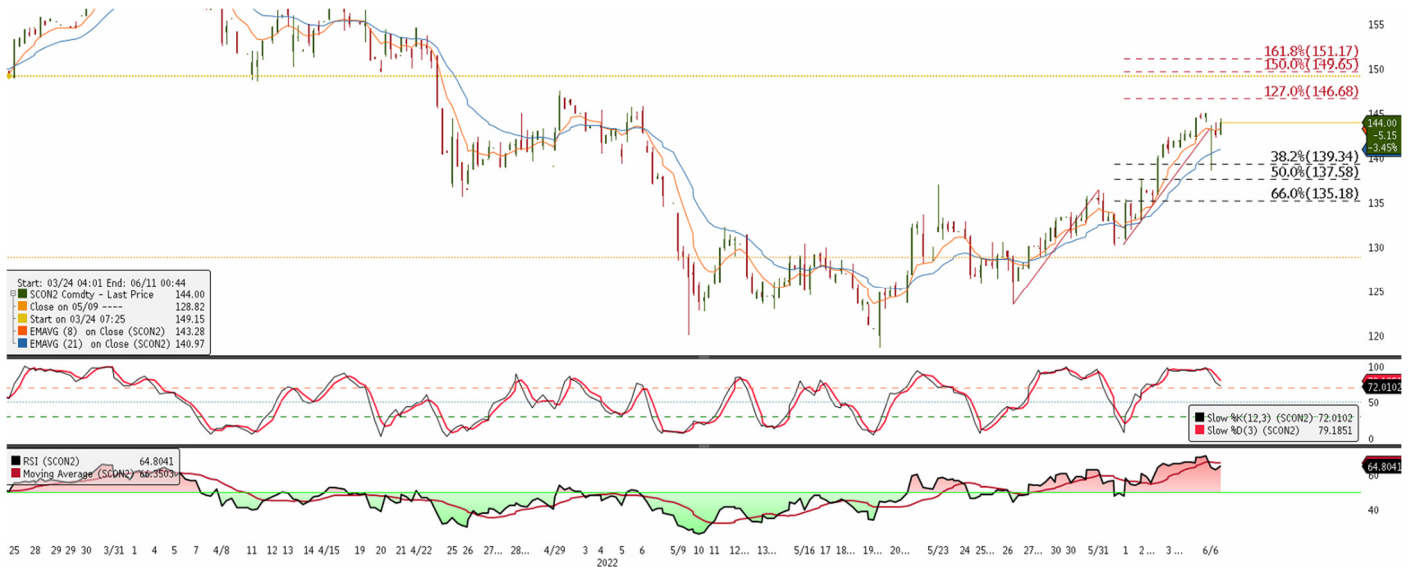 155
161.8%(151.17)
150
150.0%(149.65)
127.0%(146.68)
145
144.00
-5.15
-3.45%
140
38.2%(139.34)
50.0%(137.58)
66.0%(135.18)
135
130
125
120
Start: 03/24 04:01 End: 06/11 00:44
SCON2 Comdty - Last Price 144.00
Close on 05/09 ---- 128.82
Start on 03/24 07:25 149.15
EMAVG (8) on Close (SCON2) 143.28
EMAVG (21) on Close (SCON2) 140.97
100
72.0102
50
0
Slow %K(12,3) (SCON2) 72.0102
Slow %D(3) (SCON2) 79.1851
RSI (SCON2) 64.8041
Moving Average (SCON2) 66.3503
64.8041
60
40
25 28 29 29 30 3/31 1 4 5 7 4/8 11 12 13 14 4/15 19 20 21 4/22 25 26 27... 28... 4/29 3 4 5 6 5/9 10 11 12... 13... 5/16 17 18... 19... 20... 5/23 24 25... 26 27... 30 30 5/31 1 2 ... 3 ... 6/6
2022